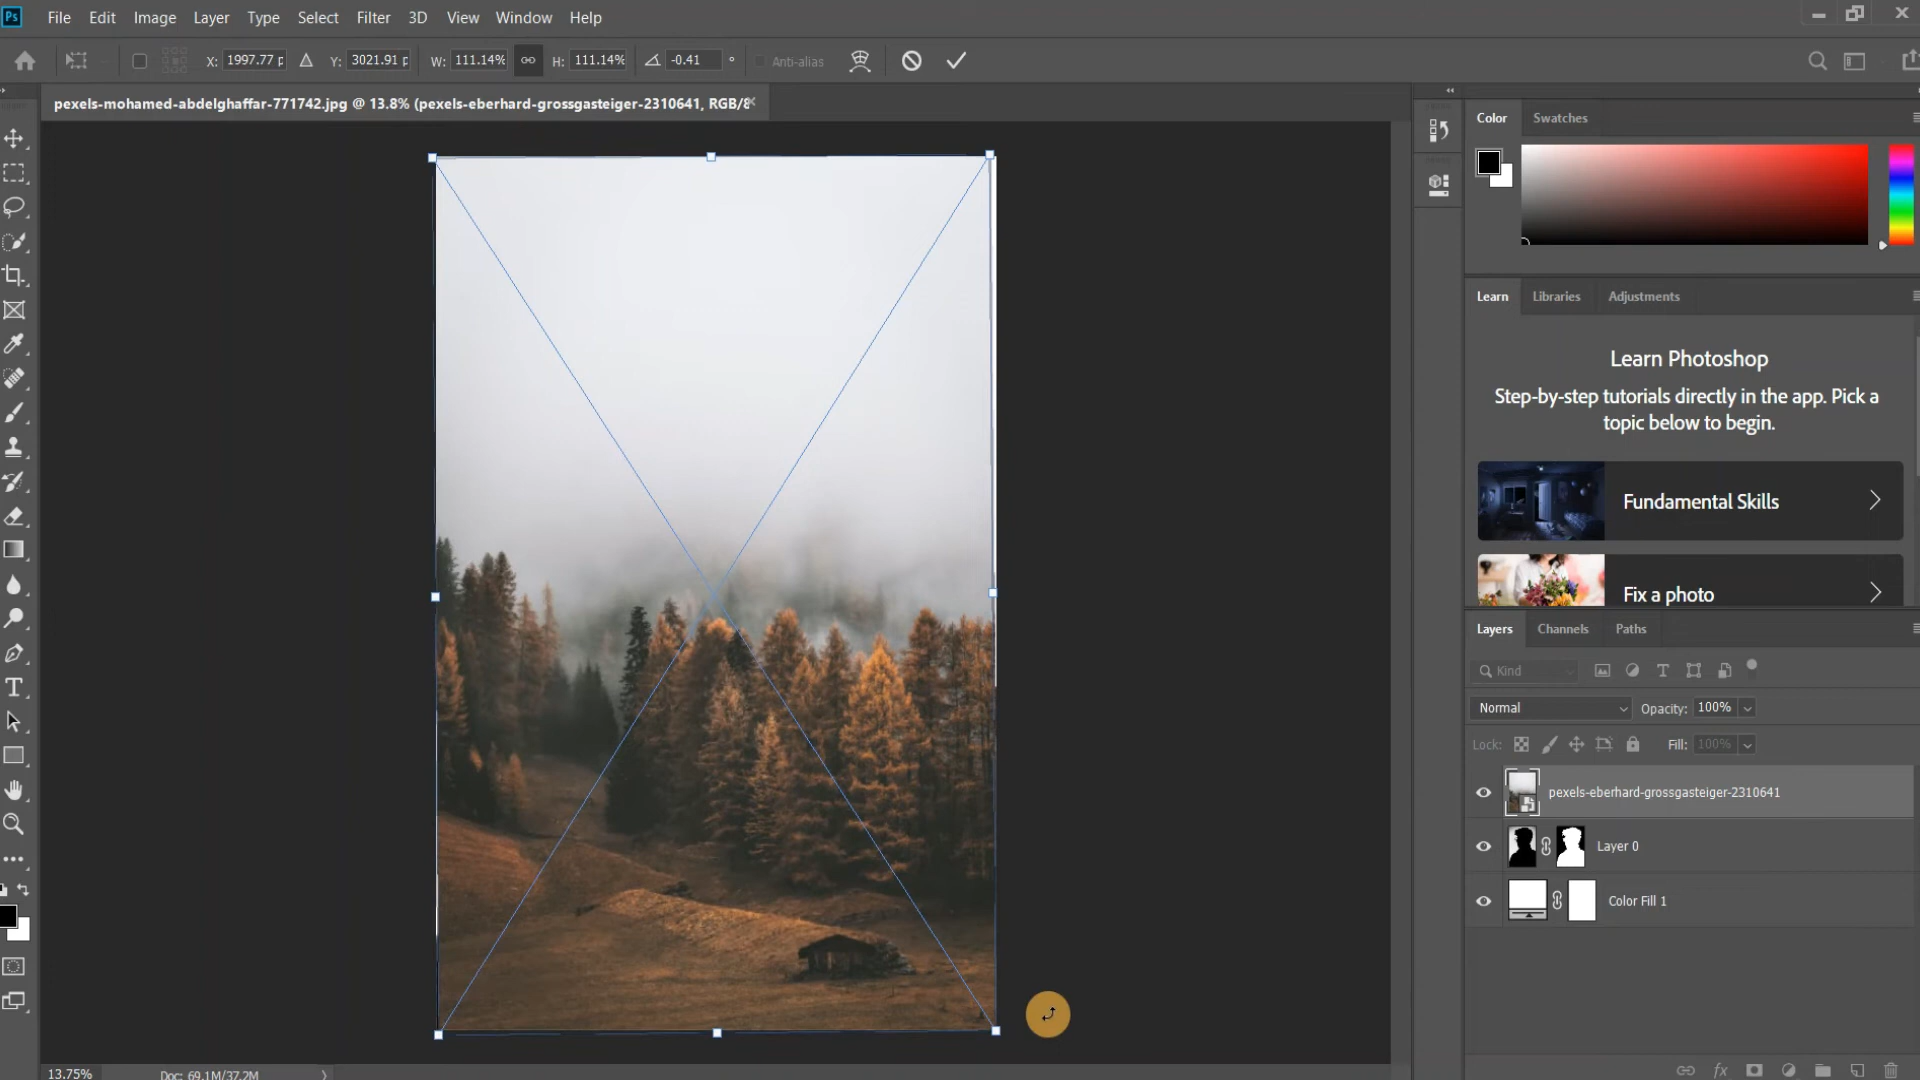 Ps File Edit Image Layer Type Select Filter 3D View Window Help
X: 1997.77 p Y: 3021.91 p W: 111.14% H: 111.14% -0.41 ° Anti-alias
pexels-mohamed-abdelghaffar-771742.jpg @ 13.8% (pexels-eberhard-grossgasteiger-2310641, RGB/8
Color Swatches
Learn Libraries Adjustments
Learn Photoshop
Step-by-step tutorials directly in the app. Pick a
topic below to begin.
Fundamental Skills
Fix a photo
Layers Channels Paths
Kind
Normal Opacity: 100%
Lock: Fill: 100%
pexels-eberhard-grossgasteiger-2310641
Layer 0
Color Fill 1
fx
13.75% Doc: 69.1M/37.2M